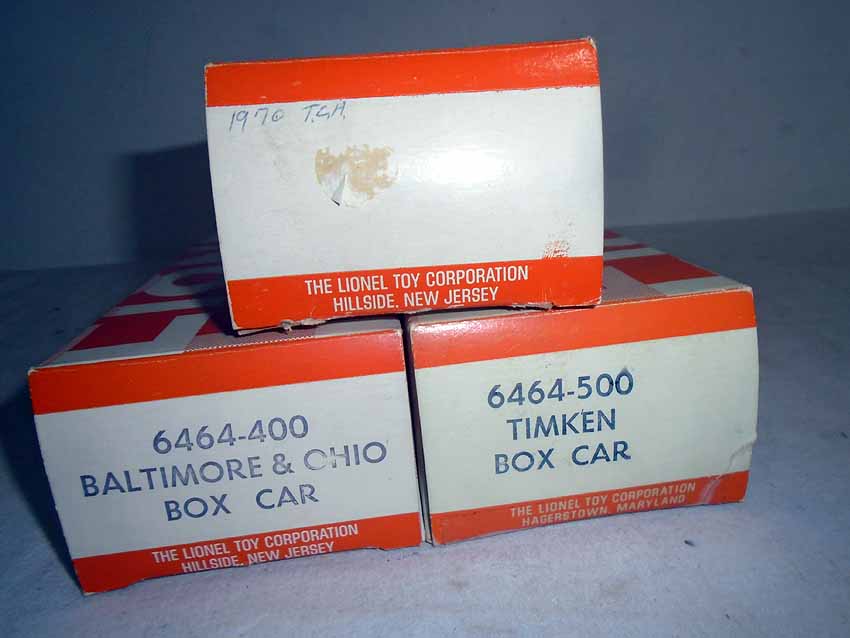 1970 T.G.H.
THE LIONEL TOY CORPORATION
HILLSIDE, NEW JERSEY
6464-400
BALTIMORE & OHIO
BOX CAR
THE LIONEL TOY CORPORATION
HILLSIDE, NEW JERSEY
6464-500
TIMKEN
BOX CAR
THE LIONEL TOY CORPORATION
HAGERSTOWN, MARYLAND